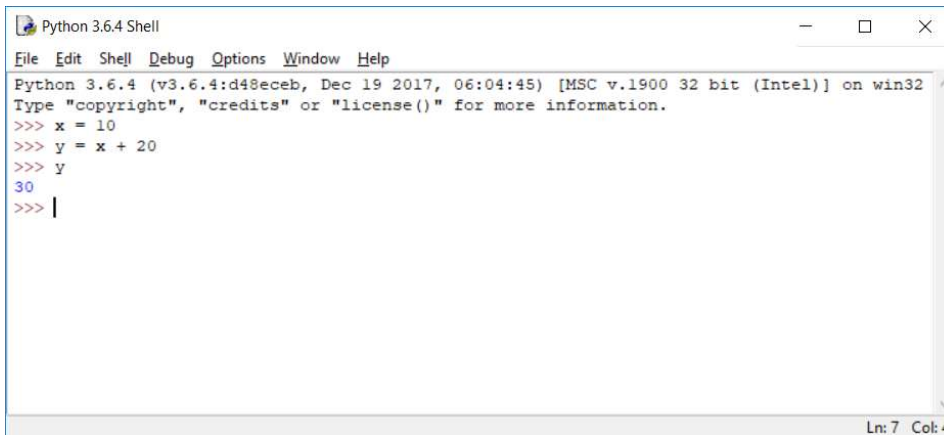 Python 3.6.4 Shell
File Edit Shell Debug Options Window Help
Python 3.6.4 (v3.6.4:d48eceb, Dec 19 2017, 06:04:45) [MSC v.1900 32 bit (Intel)] on win32
Type "copyright", "credits" or "license()" for more information.
>>> x = 10
>>> y = x + 20
>>> y
30
>>>
Ln: 7 Col: 4